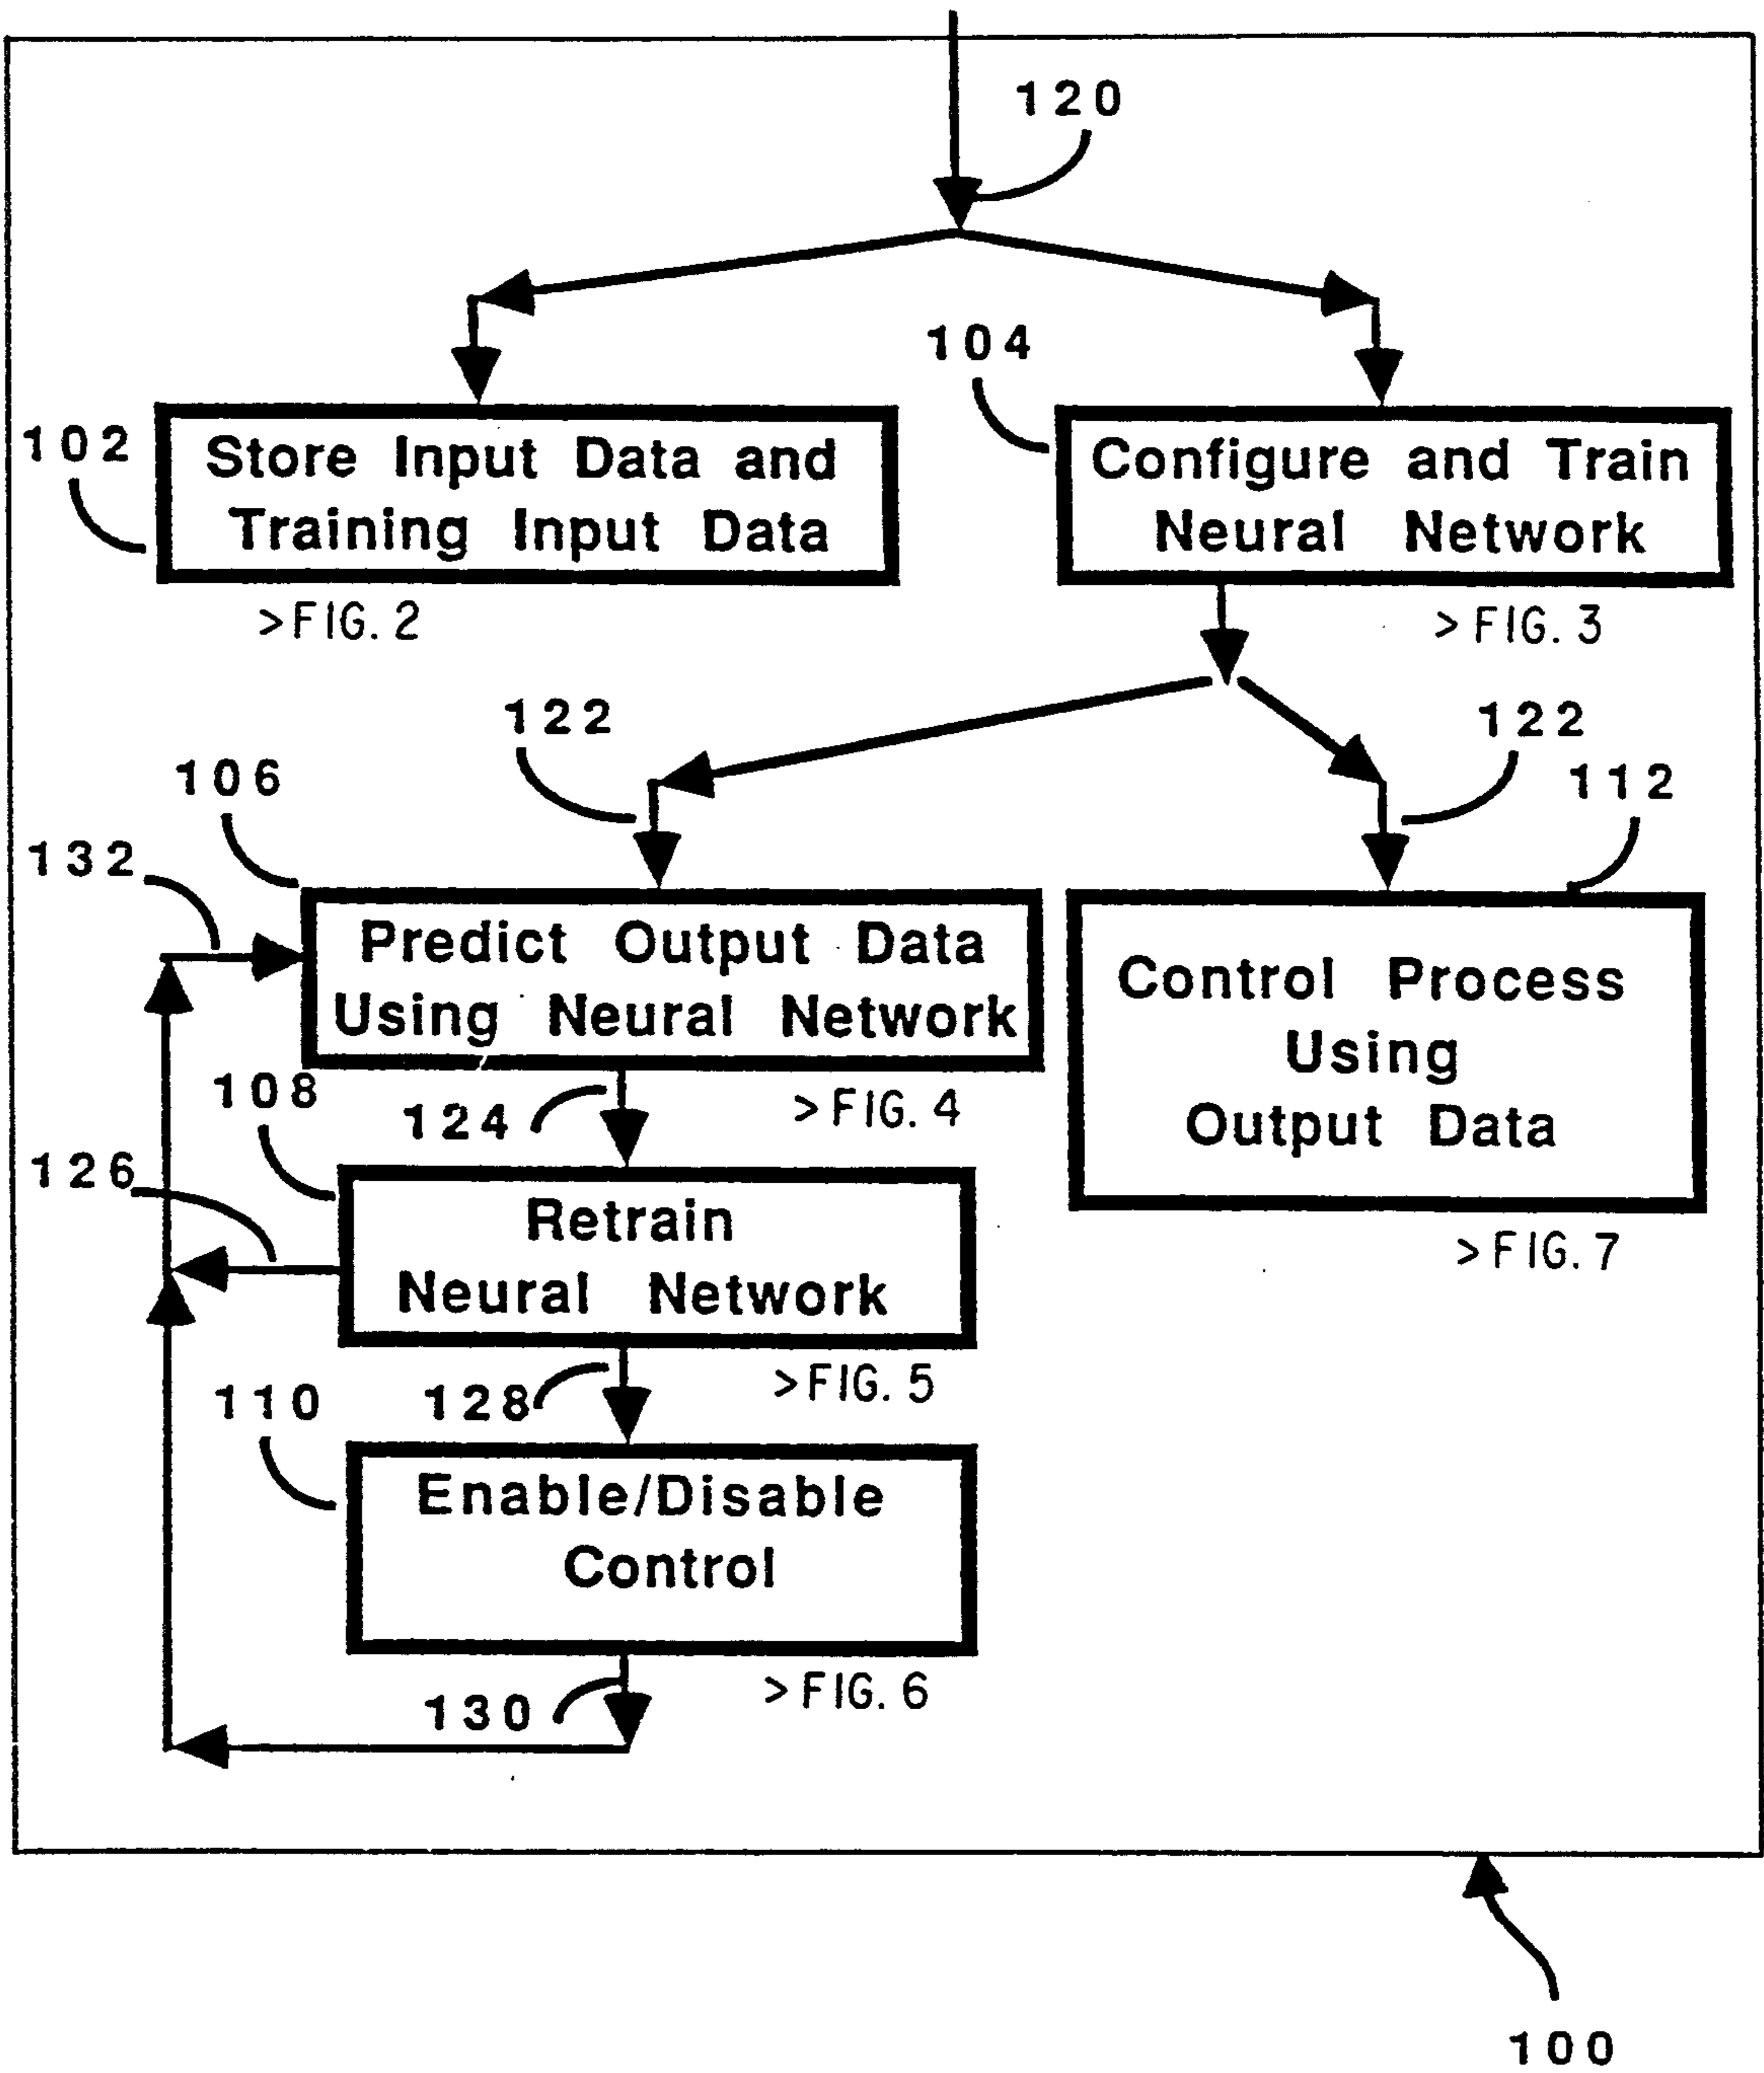 120
104
102
Store Input Data and
Training Input Data
Configure and Train
Neural Network
>FIG. 2
>FIG. 3
122
122
106
112
132
Predict Output Data
Using Neural Network
Control Process
Using
Output Data
108
124
>FIG. 4
126
Retrain
Neural Network
>FIG. 7
110
128
>FIG. 5
Enable/Disable
Control
130
>FIG. 6
100